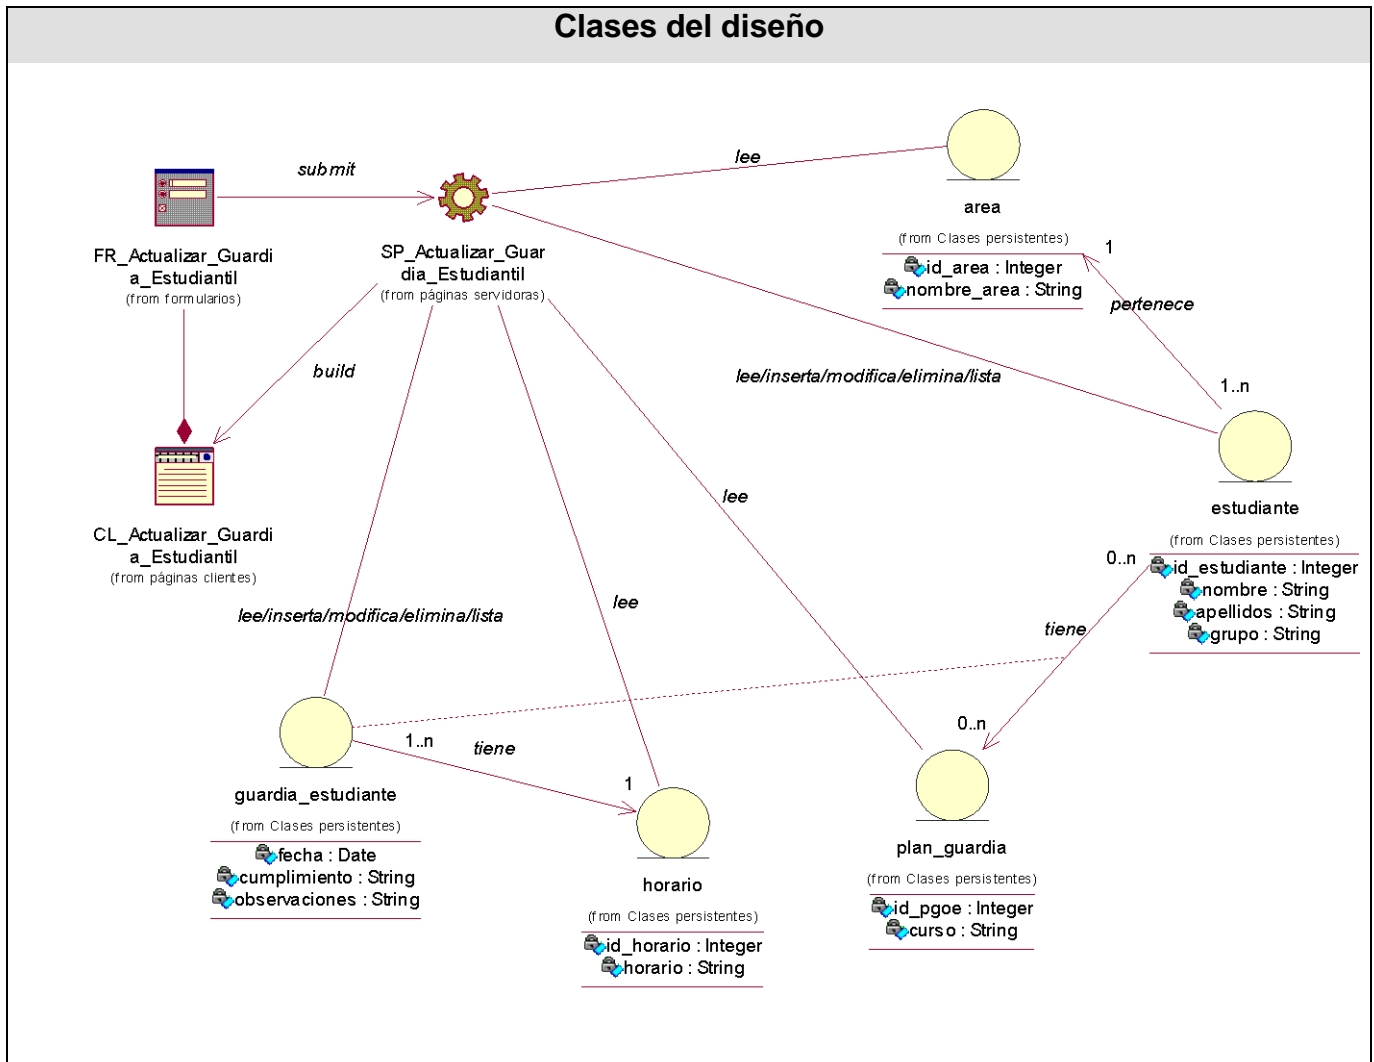 Clases del diseño
submit
lee
area
(from Clases persistentes)
id_area : Integer
nombre_area : String
1
pertenece
1..n
FR_Actualizar_Guardi
a_Estudiantil
(from formularios)
SP_Actualizar_Guar
dia_Estudiantil
(from páginas servidoras)
build
lee/inserta/modifica/elimina/lista
estudiante
(from Clases persistentes)
id_estudiante : Integer
nombre : String
apellidos : String
grupo : String
0..n
tiene
0..n
CL_Actualizar_Guardi
a_Estudiantil
(from páginas clientes)
lee
lee
lee/inserta/modifica/elimina/lista
1..n
tiene
1
guardia_estudiante
(from Clases persistentes)
fecha : Date
cumplimiento : String
observaciones : String
horario
(from Clases persistentes)
id_horario : Integer
horario : String
plan_guardia
(from Clases persistentes)
id_pgoe : Integer
curso : String